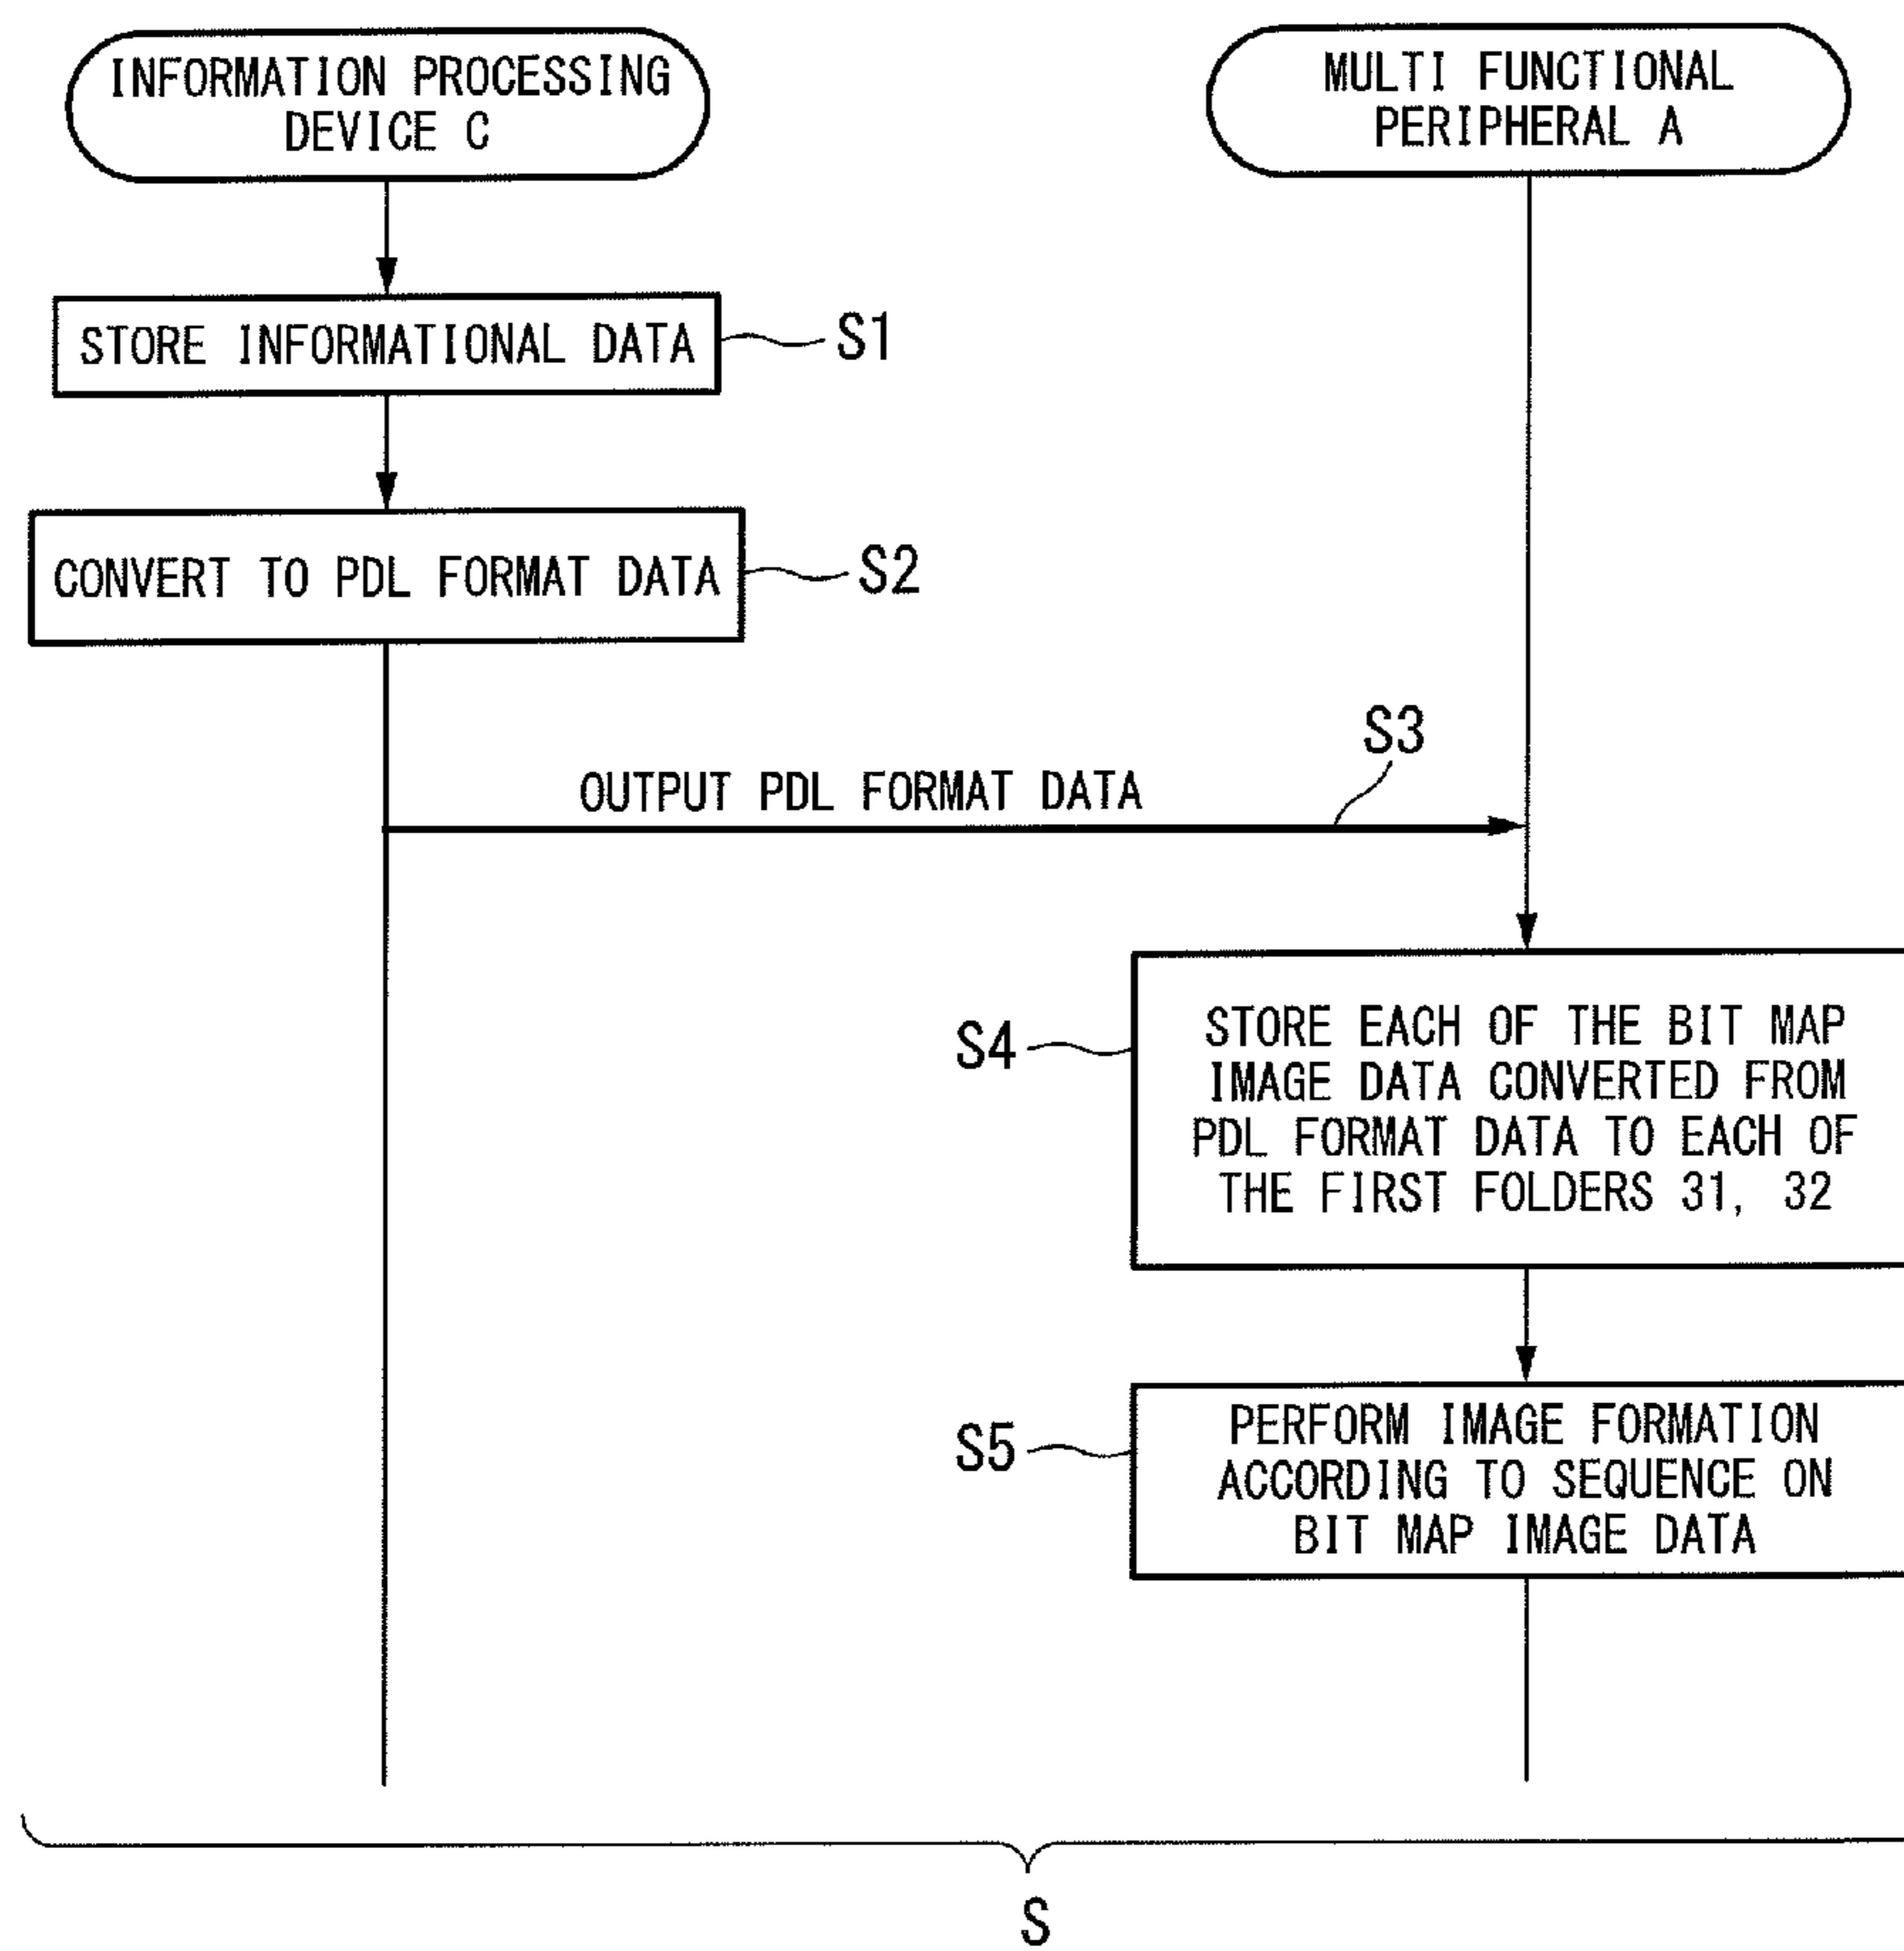 INFORMATION PROCESSING
DEVICE C
MULTI FUNCTIONAL
PERIPHERAL A
STORE INFORMATIONAL DATA
S1
CONVERT TO PDL FORMAT DATA
S2
S3
OUTPUT PDL FORMAT DATA
S4
STORE EACH OF THE BIT MAP
IMAGE DATA CONVERTED FROM
PDL FORMAT DATA TO EACH OF
THE FIRST FOLDERS 31, 32
S5
PERFORM IMAGE FORMATION
ACCORDING TO SEQUENCE ON
BIT MAP IMAGE DATA
S